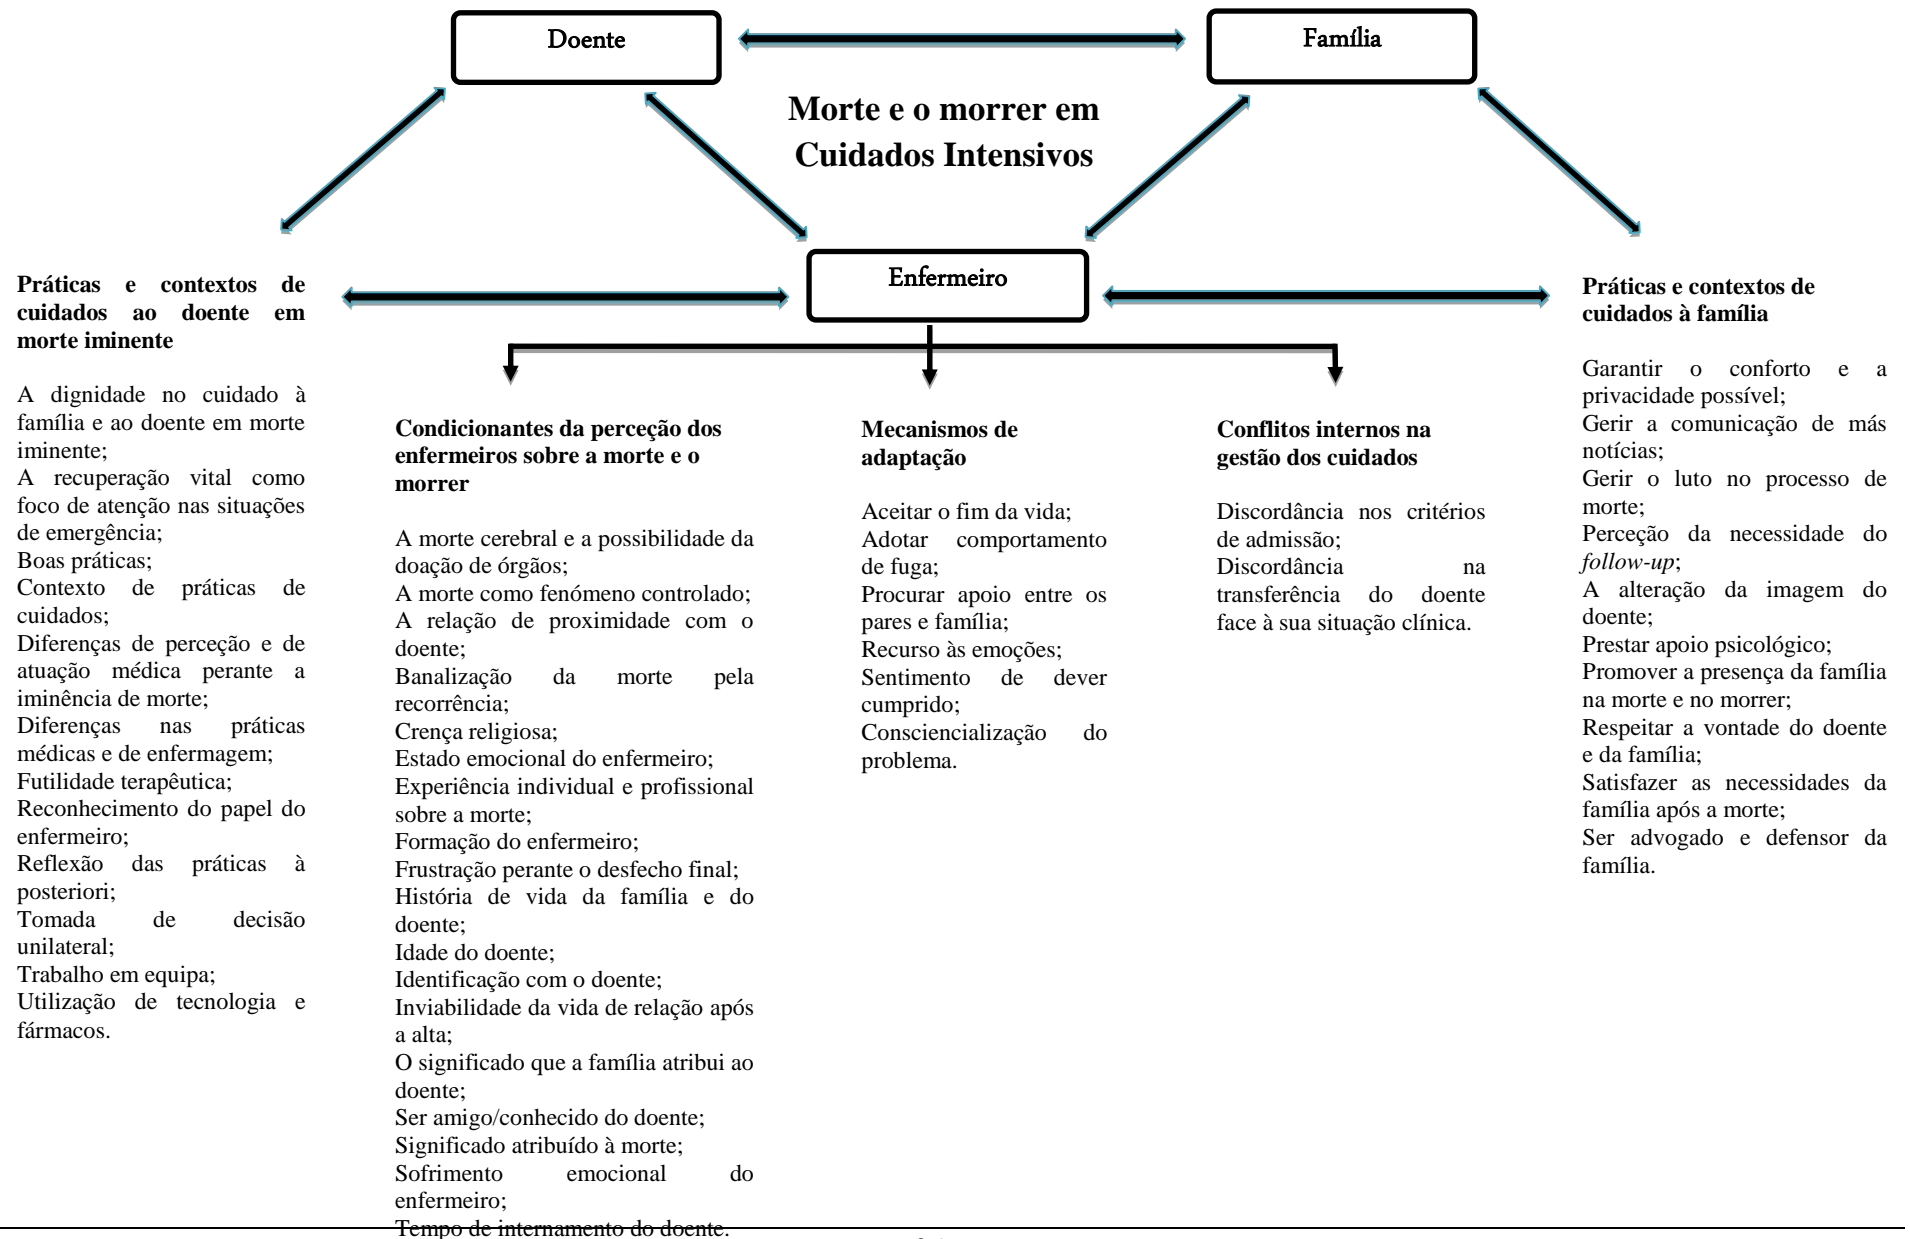 Doente
Família
Morte e o morrer em
Cuidados Intensivos
Enfermeiro
Práticas e contextos de
cuidados ao doente em
morte iminente
A dignidade no cuidado à
família e ao doente em morte
iminente;
A recuperação vital como
foco de atenção nas situações
de emergência;
Boas práticas;
Contexto de práticas de
cuidados;
Diferenças de perceção e de
atuação médica perante a
iminência de morte;
Diferenças nas práticas
médicas e de enfermagem;
Futilidade terapêutica;
Reconhecimento do papel do
enfermeiro;
Reflexão das práticas à
posteriori;
Tomada de decisão
unilateral;
Trabalho em equipa;
Utilização de tecnologia e
fármacos.
Condicionantes da perceção dos
enfermeiros sobre a morte e o
morrer
A morte cerebral e a possibilidade da
doação de órgãos;
A morte como fenómeno controlado;
A relação de proximidade com o
doente;
Banalização da morte pela
recorrência;
Crença religiosa;
Estado emocional do enfermeiro;
Experiência individual e profissional
sobre a morte;
Formação do enfermeiro;
Frustração perante o desfecho final;
História de vida da família e do
doente;
Idade do doente;
Identificação com o doente;
Inviabilidade da vida de relação após
a alta;
O significado que a família atribui ao
doente;
Ser amigo/conhecido do doente;
Significado atribuído à morte;
Sofrimento emocional do
enfermeiro;
Tempo de internamento do doente.
Mecanismos de
adaptação
Aceitar o fim da vida;
Adotar comportamento
de fuga;
Procurar apoio entre os
pares e família;
Recurso às emoções;
Sentimento de dever
cumprido;
Consciencialização do
problema.
Conflitos internos na
gestão dos cuidados
Discordância nos critérios
de admissão;
Discordância na
transferência do doente
face à sua situação clínica.
Práticas e contextos de
cuidados à família
Garantir o conforto e a
privacidade possível;
Gerir a comunicação de más
notícias;
Gerir o luto no processo de
morte;
Perceção da necessidade do
follow-up;
A alteração da imagem do
doente;
Prestar apoio psicológico;
Promover a presença da família
na morte e no morrer;
Respeitar a vontade do doente
e da família;
Satisfazer as necessidades da
família após a morte;
Ser advogado e defensor da
família.